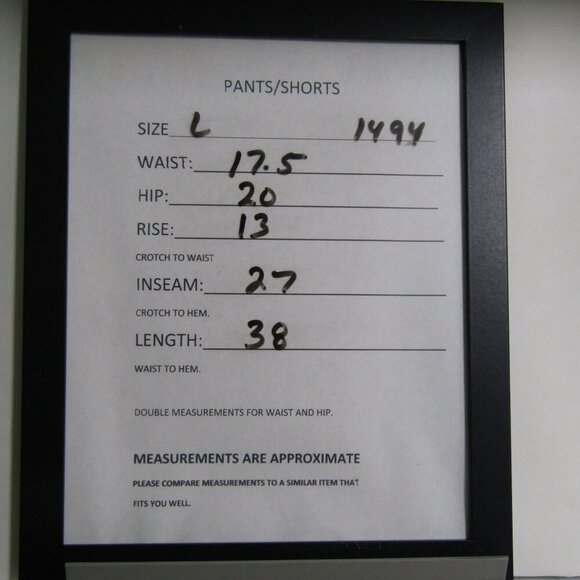 PANTS/SHORTS
SIZE L 1494
WAIST: 17.5
HIP: 20
RISE: 13
CROTCH TO WAIST
INSEAM: 27
CROTCH TO HEM.
LENGTH: 38
WAIST TO HEM.
DOUBLE MEASUREMENTS FOR WAIST AND HIP.
MEASUREMENTS ARE APPROXIMATE
PLEASE COMPARE MEASUREMENTS TO A SIMILAR ITEM THAT
FITS YOU WELL.